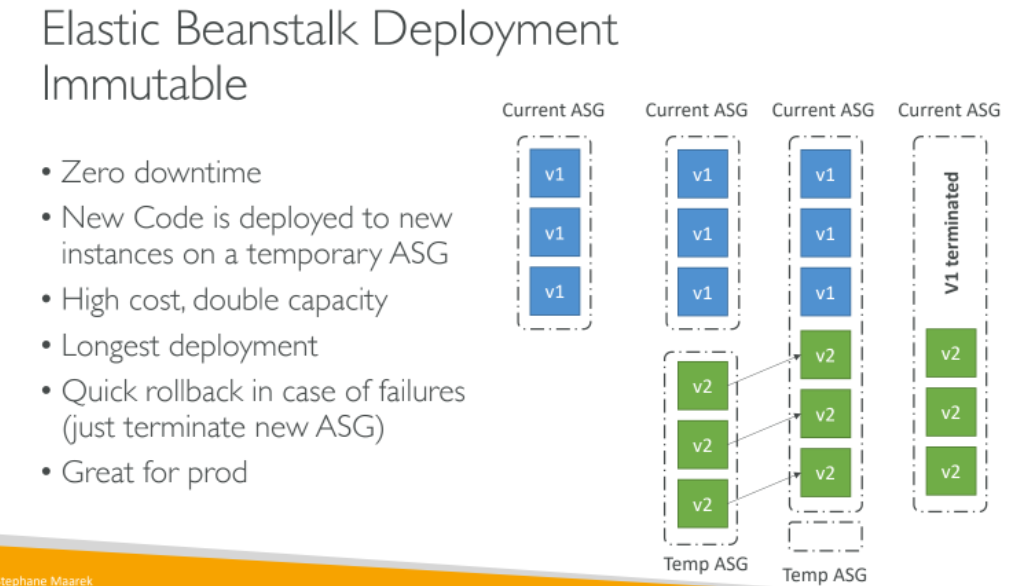 Elastic Beanstalk Deployment
Immutable
• Zero downtime
• New Code is deployed to new
instances on a temporary ASG
• High cost, double capacity
• Longest deployment
• Quick rollback in case of failures
(just terminate new ASG)
• Great for prod
Current ASG
v1
v1
v1
Current ASG
v1
v1
v1
v2
v2
v2
Temp ASG
Current ASG
v1
v1
v1
v2
v2
v2
Temp ASG
Current ASG
V1 terminated
v2
v2
v2
tephane Maarek